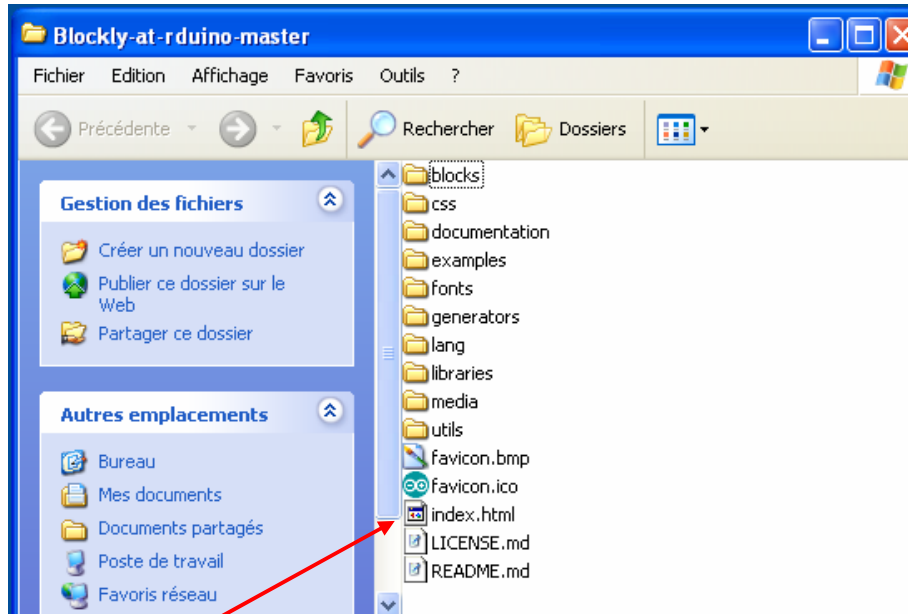 Blockly-at-rduino-master
Fichier Edition Affichage Favoris Outils ?
Précédente Rechercher Dossiers
Gestion des fichiers
Créer un nouveau dossier
Publier ce dossier sur le
Web
Partager ce dossier
Autres emplacements
Bureau
Mes documents
Documents partagés
Poste de travail
Favoris réseau
blocks
css
documentation
examples
fonts
generators
lang
libraries
media
utils
favicon.bmp
favicon.ico
index.html
LICENSE.md
README.md